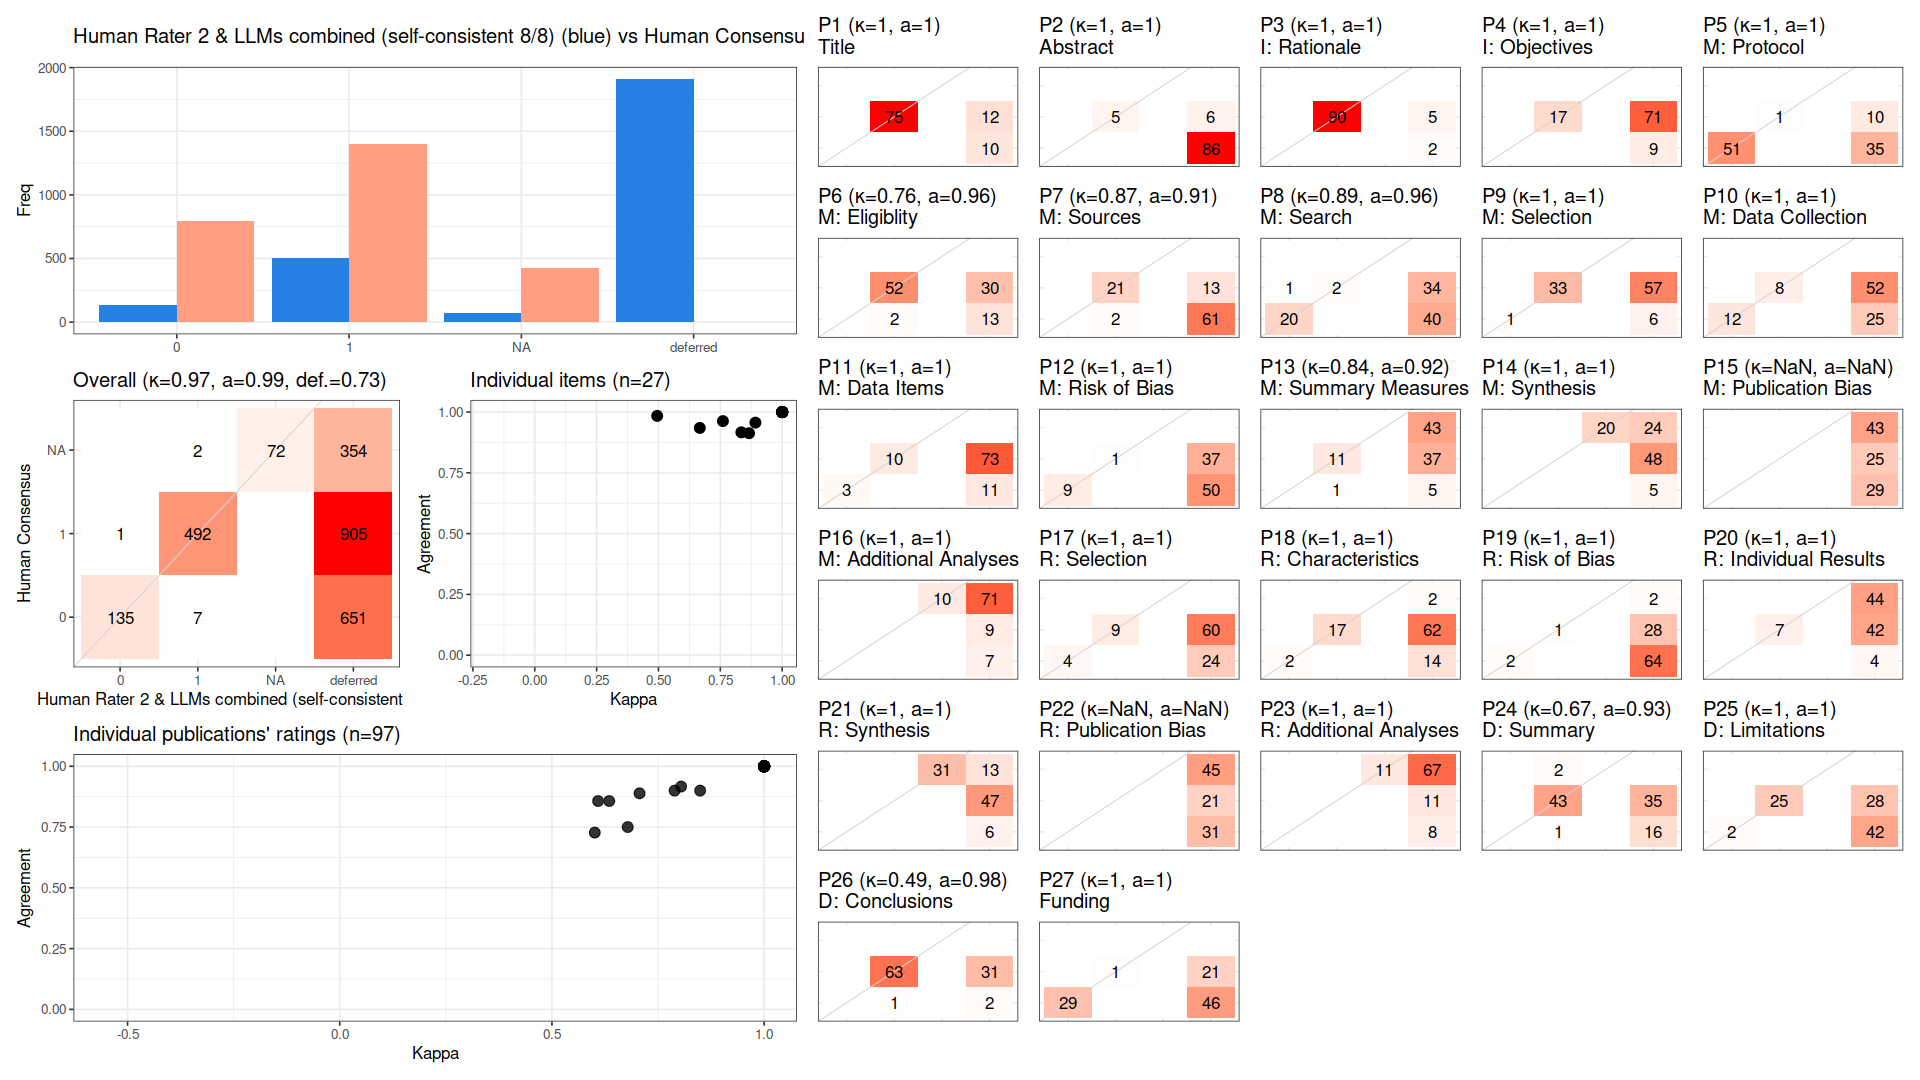 Human Rater 2 & LLMs combined (self-consistent 8/8) (blue) vs Human Consensu
2000
1500
1000
500
0
Freq
0 1 NA deferred
Overall (κ=0.97, a=0.99, def.=0.73)
NA
1
0
Human Consensus
2 72 354
1 492 905
135 7 651
0 1 NA deferred
Human Rater 2 & LLMs combined (self-consistent
Individual items (n=27)
1.00
0.75
0.50
0.25
0.00
Agreement
-0.25 0.00 0.25 0.50 0.75 1.00
Kappa
Individual publications' ratings (n=97)
1.00
0.75
0.50
0.25
0.00
Agreement
-0.5 0.0 0.5 1.0
Kappa
P1 (κ=1, a=1)
Title
75 12
10
P2 (κ=1, a=1)
Abstract
5 6
86
P3 (κ=1, a=1)
I: Rationale
90 5
2
P4 (κ=1, a=1)
I: Objectives
17 71
9
P5 (κ=1, a=1)
M: Protocol
1 10
51 35
P6 (κ=0.76, a=0.96)
M: Eligiblity
52 30
2 13
P7 (κ=0.87, a=0.91)
M: Sources
21 13
2 61
P8 (κ=0.89, a=0.96)
M: Search
1 2 34
20 40
P9 (κ=1, a=1)
M: Selection
33 57
1 6
P10 (κ=1, a=1)
M: Data Collection
8 52
12 25
P11 (κ=1, a=1)
M: Data Items
10 73
3 11
P12 (κ=1, a=1)
M: Risk of Bias
1 37
9 50
P13 (κ=0.84, a=0.92)
M: Summary Measures
43
11 37
1 5
P14 (κ=1, a=1)
M: Synthesis
20 24
48
5
P15 (κ=NaN, a=NaN)
M: Publication Bias
43
25
29
P16 (κ=1, a=1)
M: Additional Analyses
10 71
9
7
P17 (κ=1, a=1)
R: Selection
9 60
4 24
P18 (κ=1, a=1)
R: Characteristics
2
17 62
2 14
P19 (κ=1, a=1)
R: Risk of Bias
2
1 28
2 64
P20 (κ=1, a=1)
R: Individual Results
44
7 42
4
P21 (κ=1, a=1)
R: Synthesis
31 13
47
6
P22 (κ=NaN, a=NaN)
R: Publication Bias
45
21
31
P23 (κ=1, a=1)
R: Additional Analyses
11 67
11
8
P24 (κ=0.67, a=0.93)
D: Summary
2
43 35
1 16
P25 (κ=1, a=1)
D: Limitations
25 28
2 42
P26 (κ=0.49, a=0.98)
D: Conclusions
63 31
1 2
P27 (κ=1, a=1)
Funding
1 21
29 46